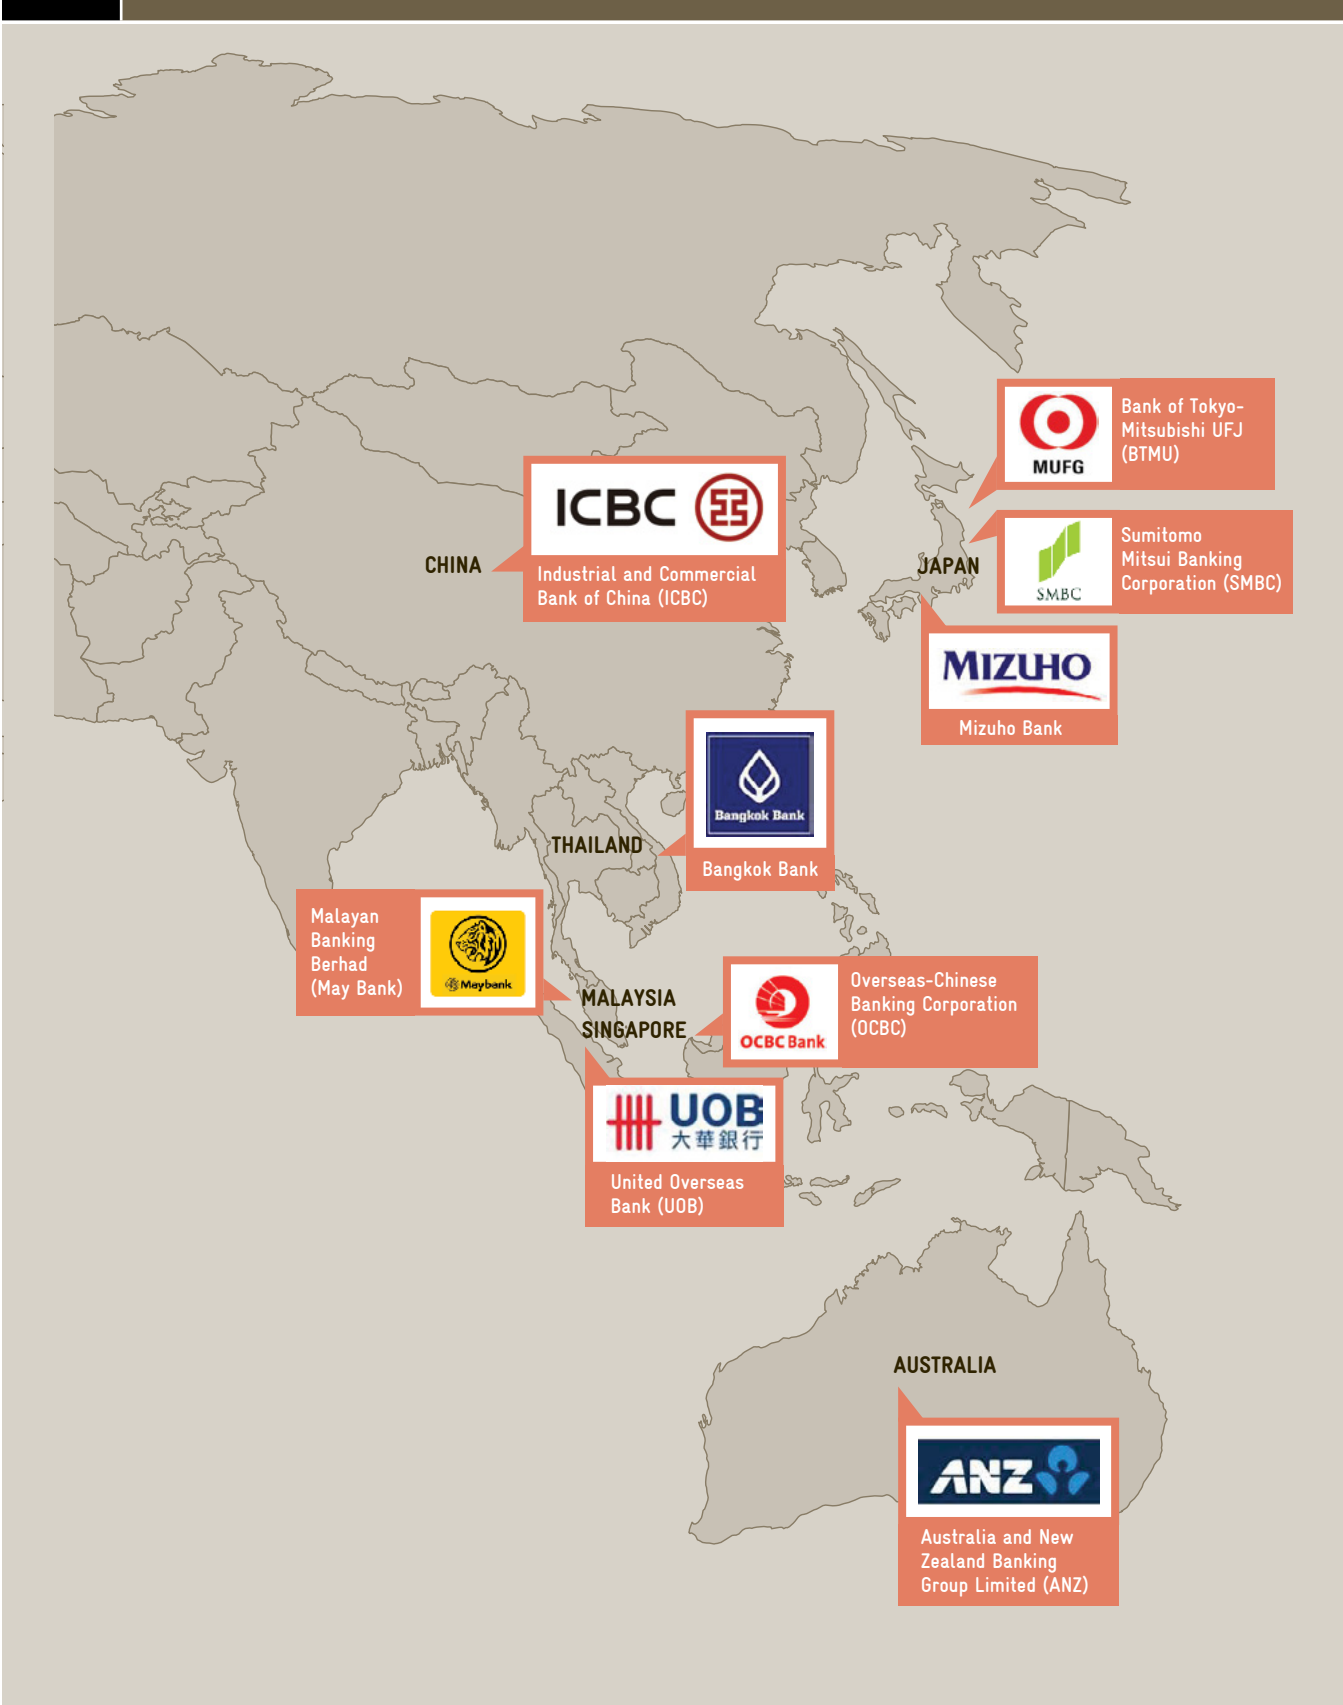 MUFG
Bank of Tokyo-
Mitsubishi UFJ
(BTMU)
ICBC
CHINA
Industrial and Commercial
Bank of China (ICBC)
SMBC
Sumitomo
Mitsui Banking
Corporation (SMBC)
JAPAN
MIZUHO
Mizuho Bank
Bangkok Bank
THAILAND
Bangkok Bank
Malayan
Banking
Berhad
(May Bank)
Maybank
MALAYSIA
SINGAPORE
OCBC Bank
Overseas-Chinese
Banking Corporation
(OCBC)
UOB
大華銀行
United Overseas
Bank (UOB)
AUSTRALIA
ANZ
Australia and New
Zealand Banking
Group Limited (ANZ)